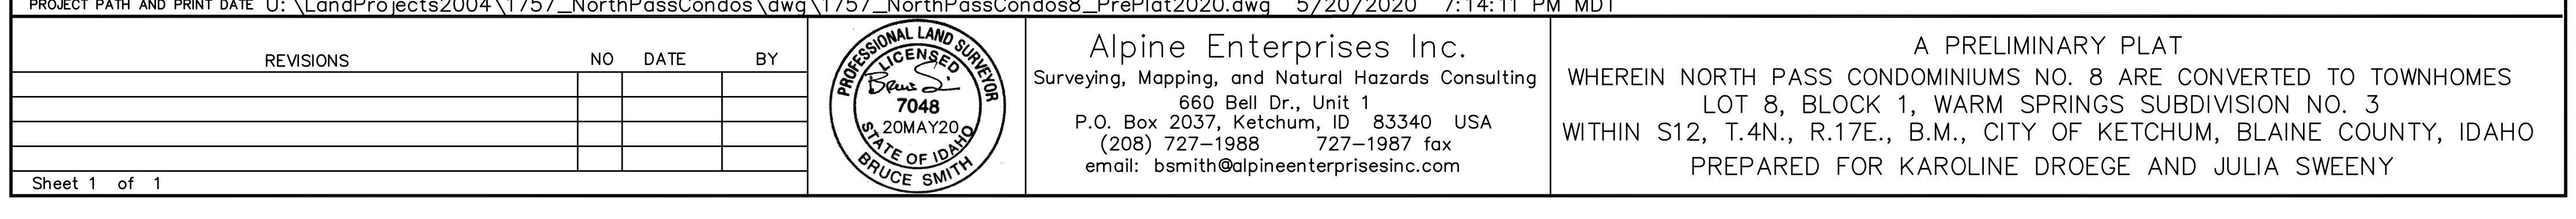 PROJECT PATH AND PRINT DATE U:\LandProjects2004\1757_NorthPassCondos\dwg\1757_NorthPassCondos8_PrePlat2020.dwg 5/20/2020 7:14:11 PM MDT
REVISIONS NO DATE BY
Sheet 1 of 1
PROFESSIONAL LAND SURVEYOR
LICENSED
7048
20MAY20
STATE OF IDAHO
BRUCE SMITH
Alpine Enterprises Inc.
Surveying, Mapping, and Natural Hazards Consulting
660 Bell Dr., Unit 1
P.O. Box 2037, Ketchum, ID 83340 USA
(208) 727-1988 727-1987 fax
email: bsmith@alpineenterprisesinc.com
A PRELIMINARY PLAT
WHEREIN NORTH PASS CONDOMINIUMS NO. 8 ARE CONVERTED TO TOWNHOMES
LOT 8, BLOCK 1, WARM SPRINGS SUBDIVISION NO. 3
WITHIN S12, T.4N., R.17E., B.M., CITY OF KETCHUM, BLAINE COUNTY, IDAHO
PREPARED FOR KAROLINE DROEGE AND JULIA SWEENY